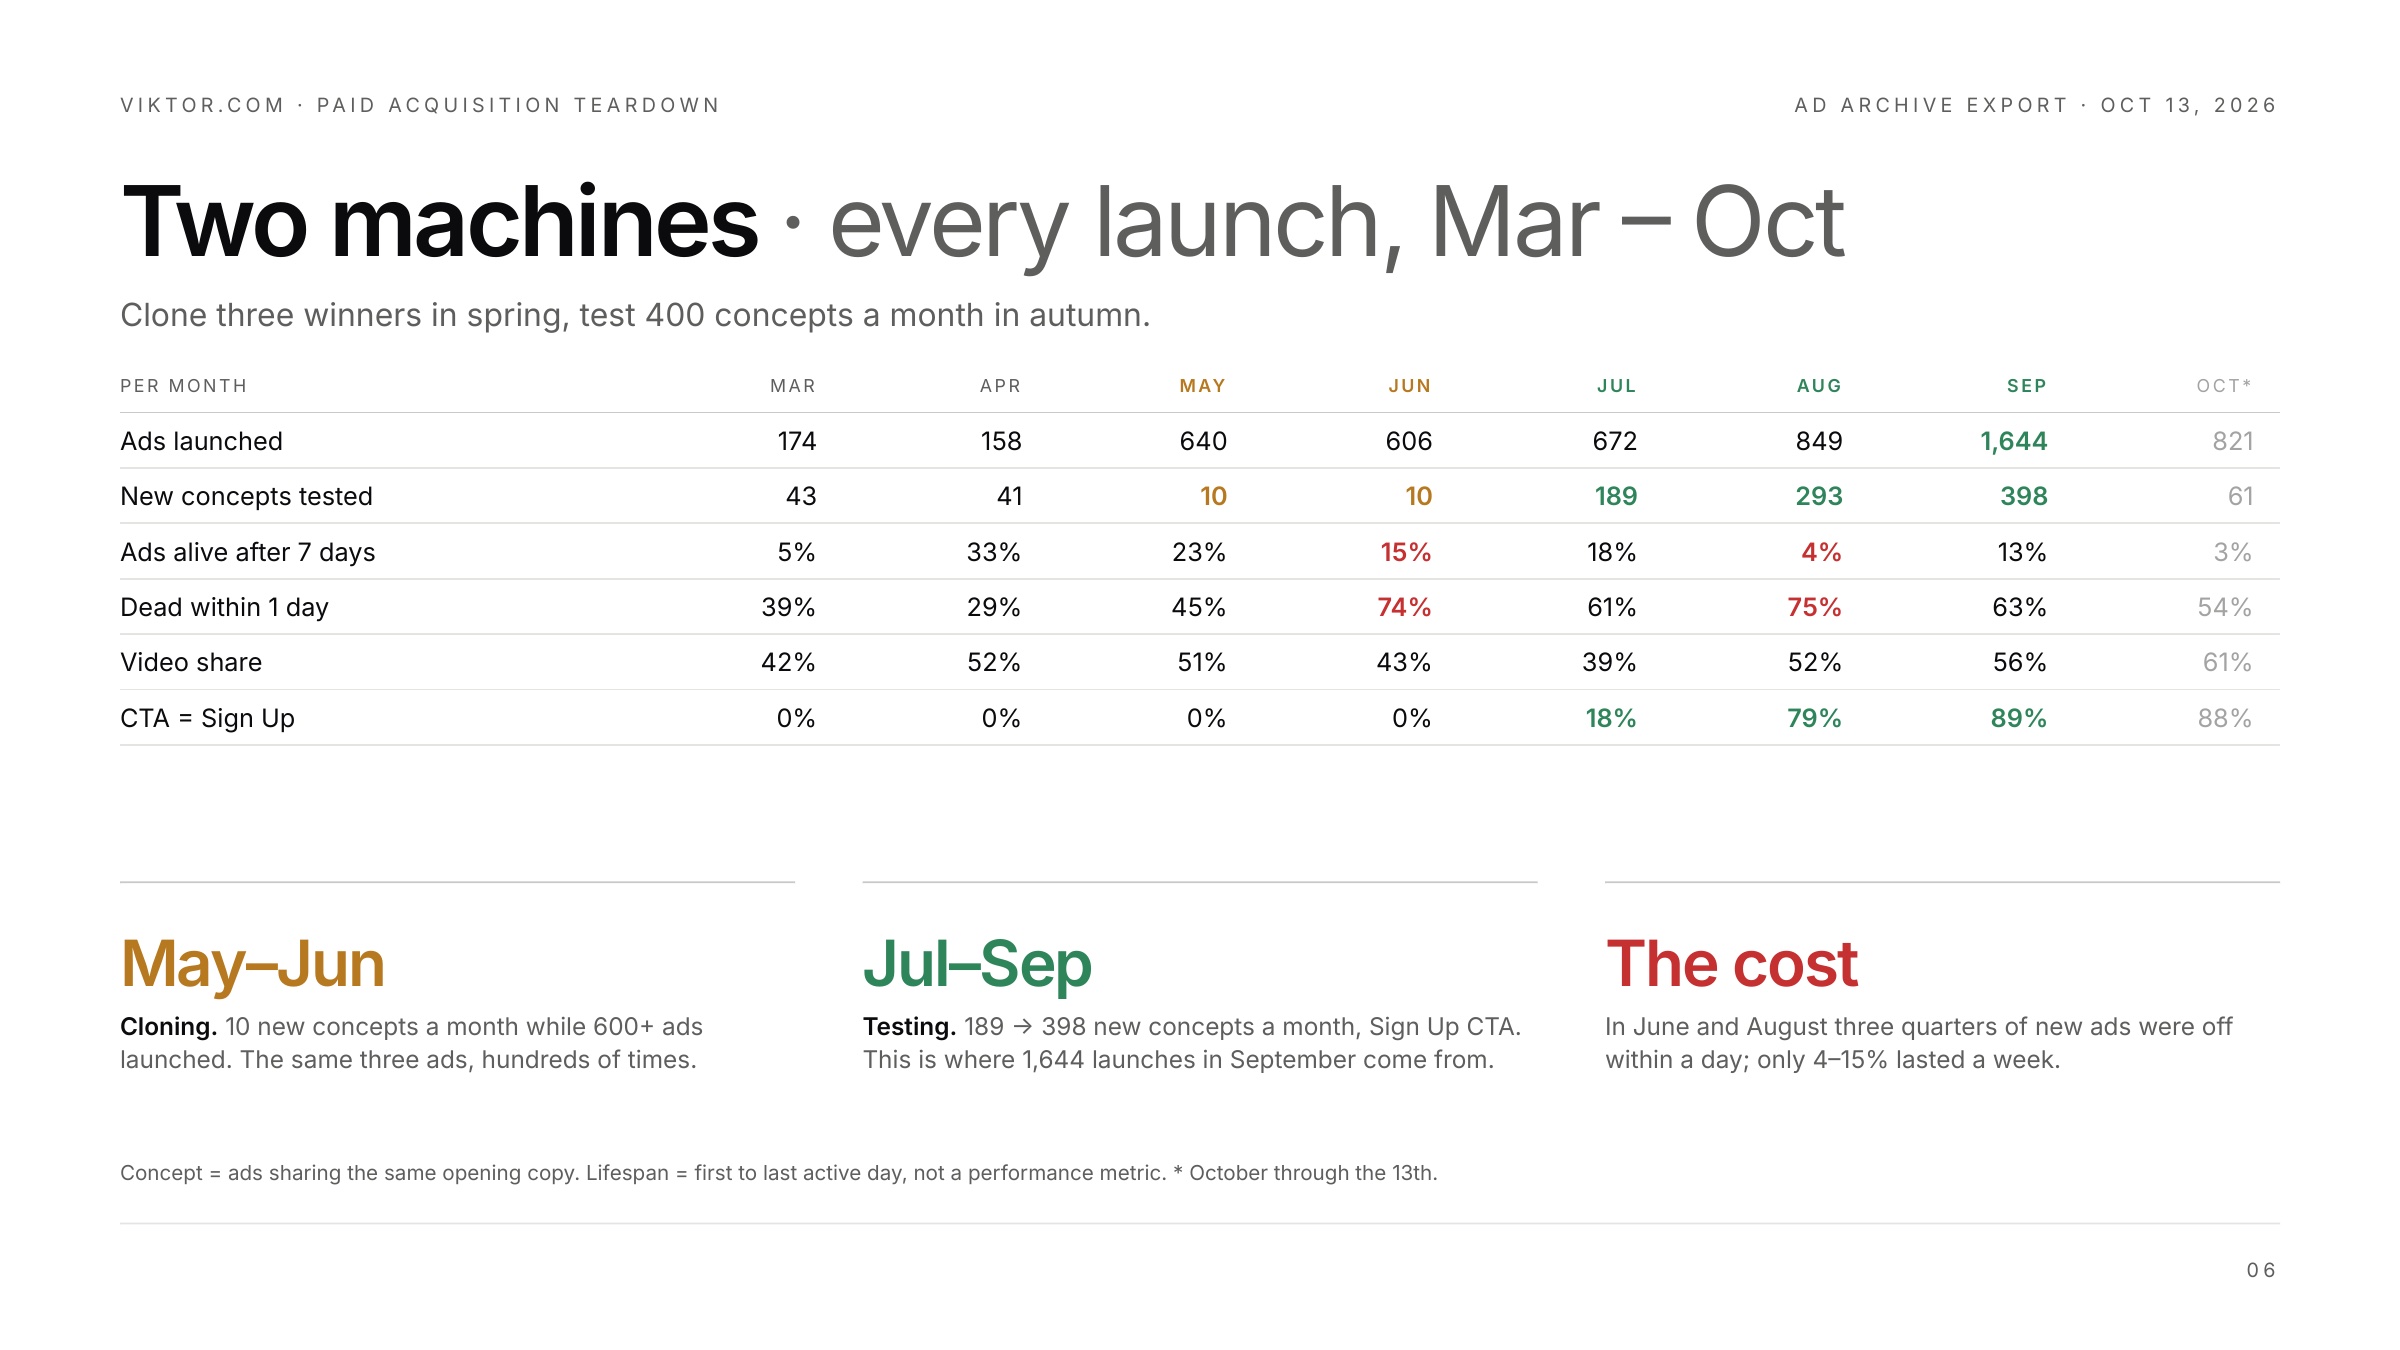 VIKTOR.COM · PAID ACQUISITION TEARDOWN
AD ARCHIVE EXPORT · OCT 13, 2026
Two machines · every launch, Mar – Oct
Clone three winners in spring, test 400 concepts a month in autumn.
PER MONTH MAR APR MAY JUN JUL AUG SEP OCT*
Ads launched 174 158 640 606 672 849 1,644 821
New concepts tested 43 41 10 10 189 293 398 61
Ads alive after 7 days 5% 33% 23% 15% 18% 4% 13% 3%
Dead within 1 day 39% 29% 45% 74% 61% 75% 63% 54%
Video share 42% 52% 51% 43% 39% 52% 56% 61%
CTA = Sign Up 0% 0% 0% 0% 18% 79% 89% 88%
May–Jun
Cloning. 10 new concepts a month while 600+ ads
launched. The same three ads, hundreds of times.
Jul–Sep
Testing. 189 → 398 new concepts a month, Sign Up CTA.
This is where 1,644 launches in September come from.
The cost
In June and August three quarters of new ads were off
within a day; only 4–15% lasted a week.
Concept = ads sharing the same opening copy. Lifespan = first to last active day, not a performance metric. * October through the 13th.
06